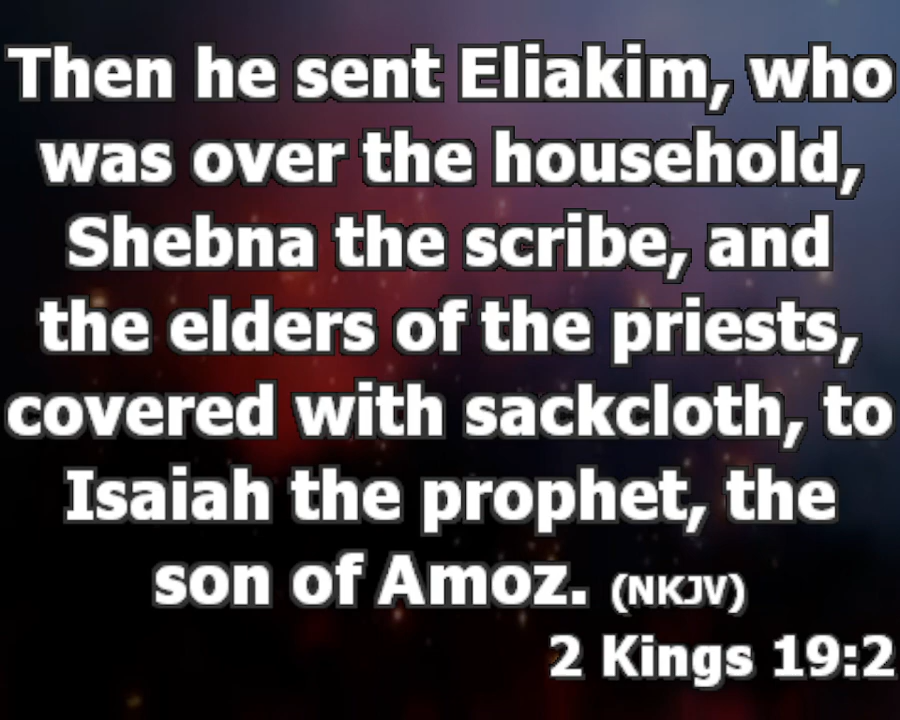 Then he sent Eliakim, who
was over the household,
Shebna the scribe, and
the elders of the priests,
covered with sackcloth, to
Isaiah the prophet, the
son of Amoz. (NKJV)
2 Kings 19:2